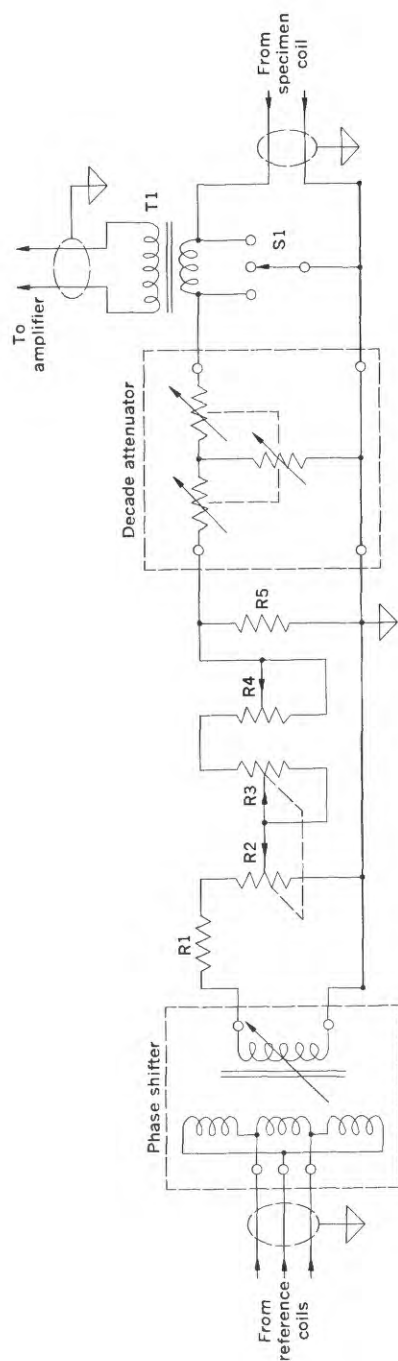 From
reference
coils
Phase shifter
R1
R2
R3
R4
R5
Decade attenuator
To
amplifier
T1
S1
From
specimen
coil